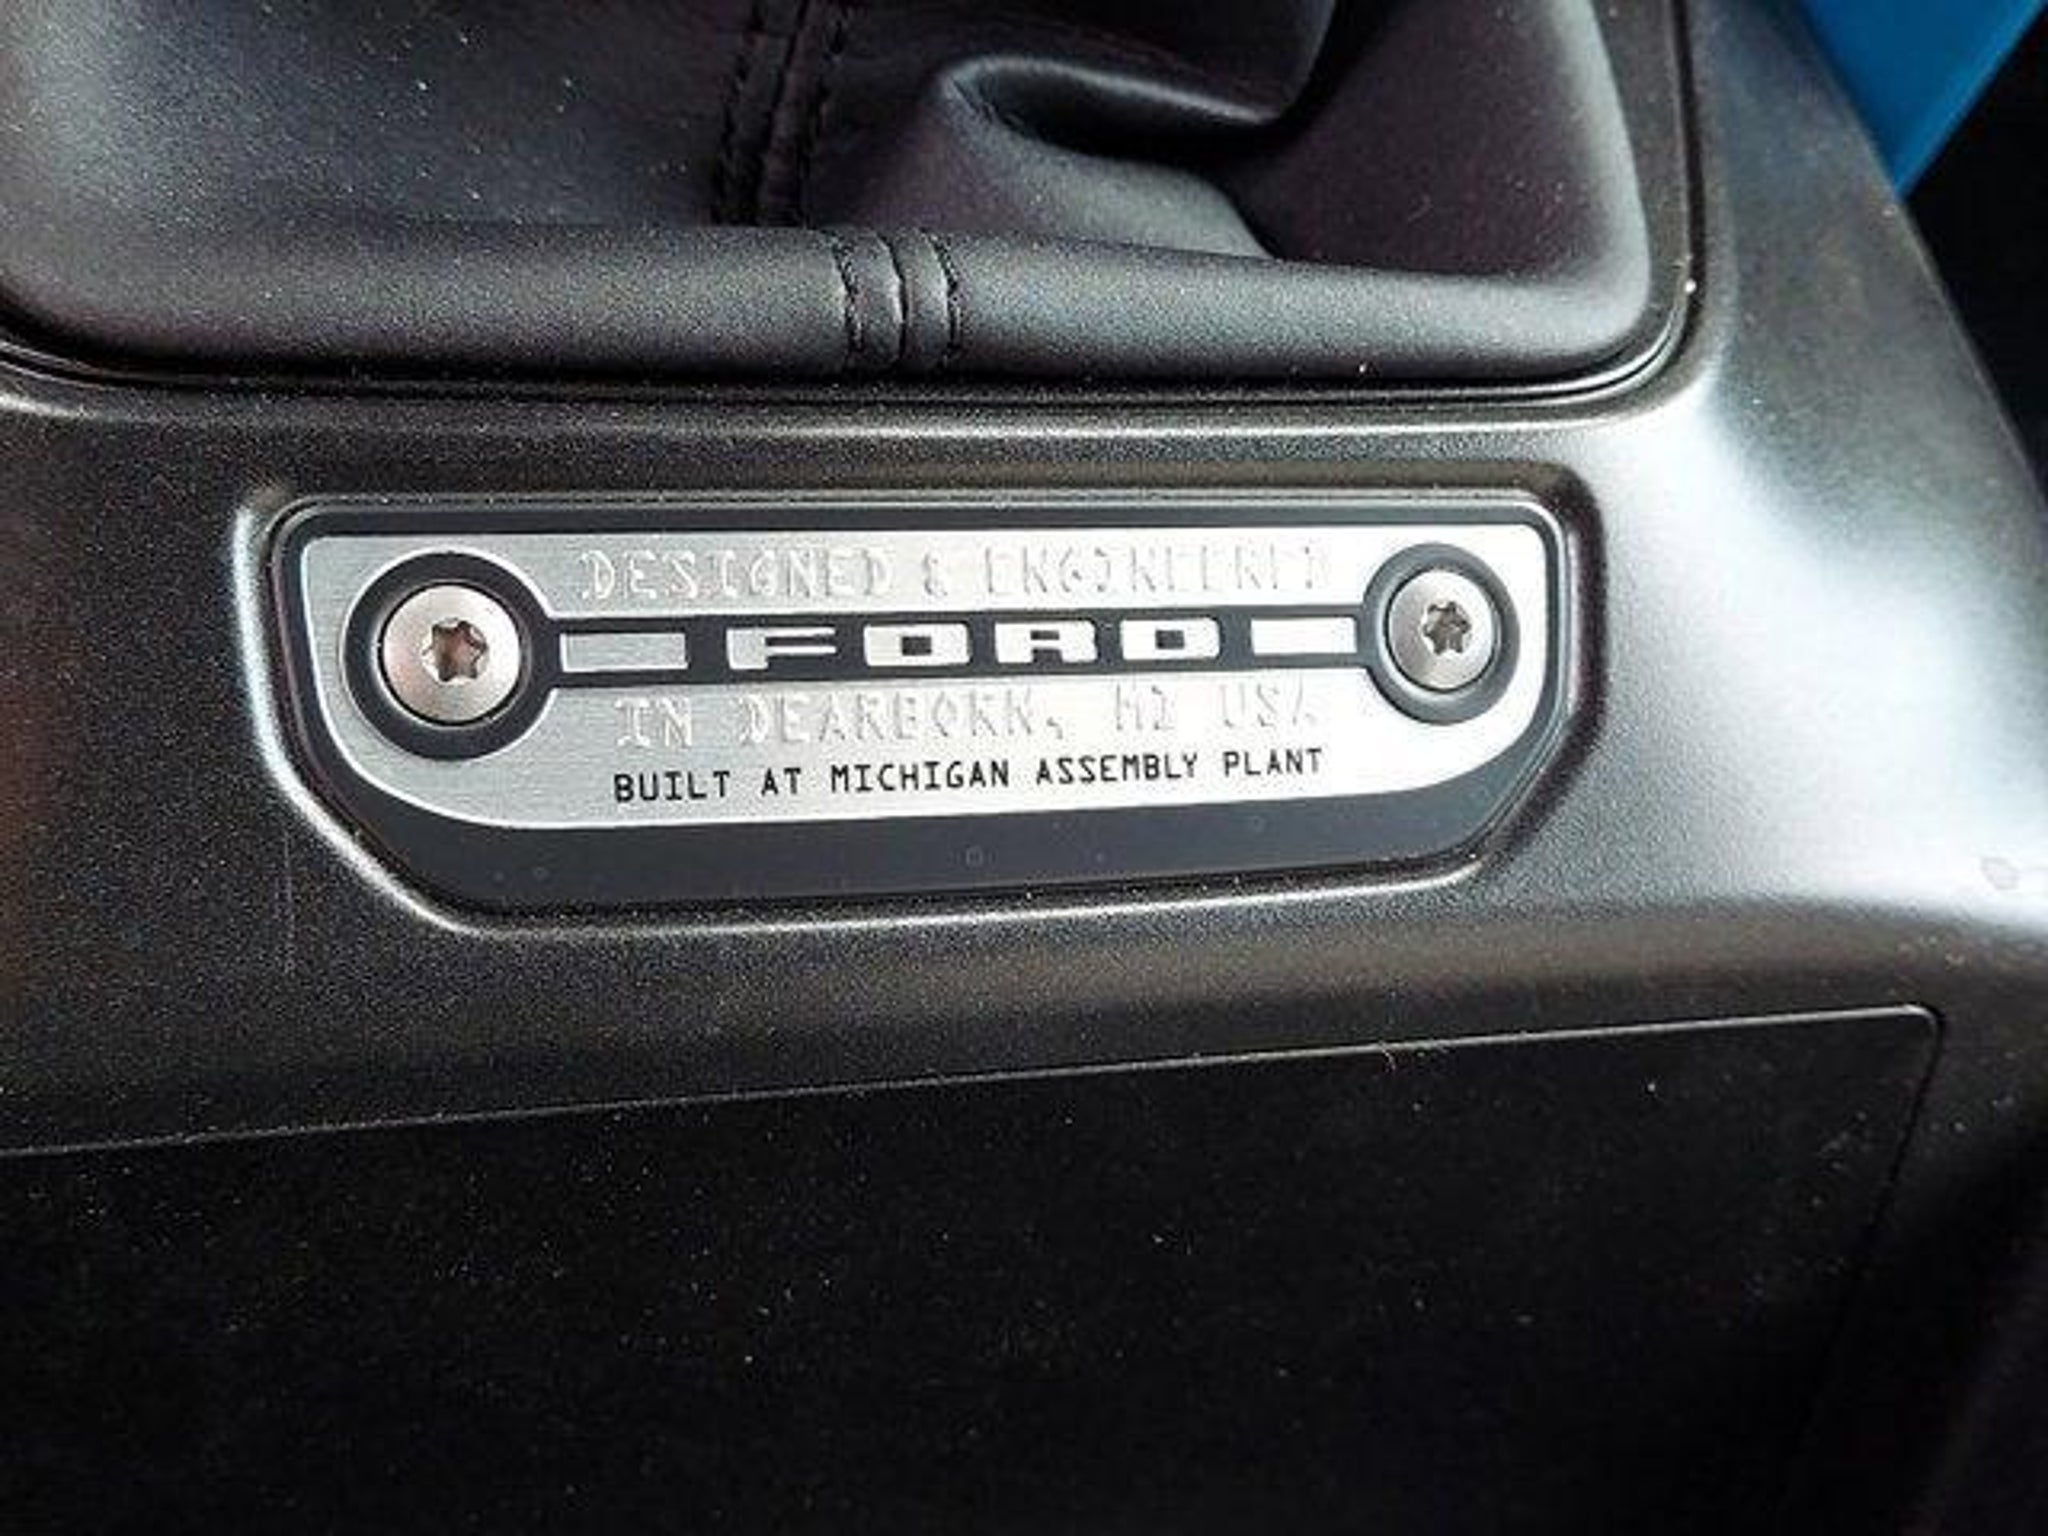 DESIGNED & ENGINEERED
FORD
IN DEARBORN, MI USA
BUILT AT MICHIGAN ASSEMBLY PLANT